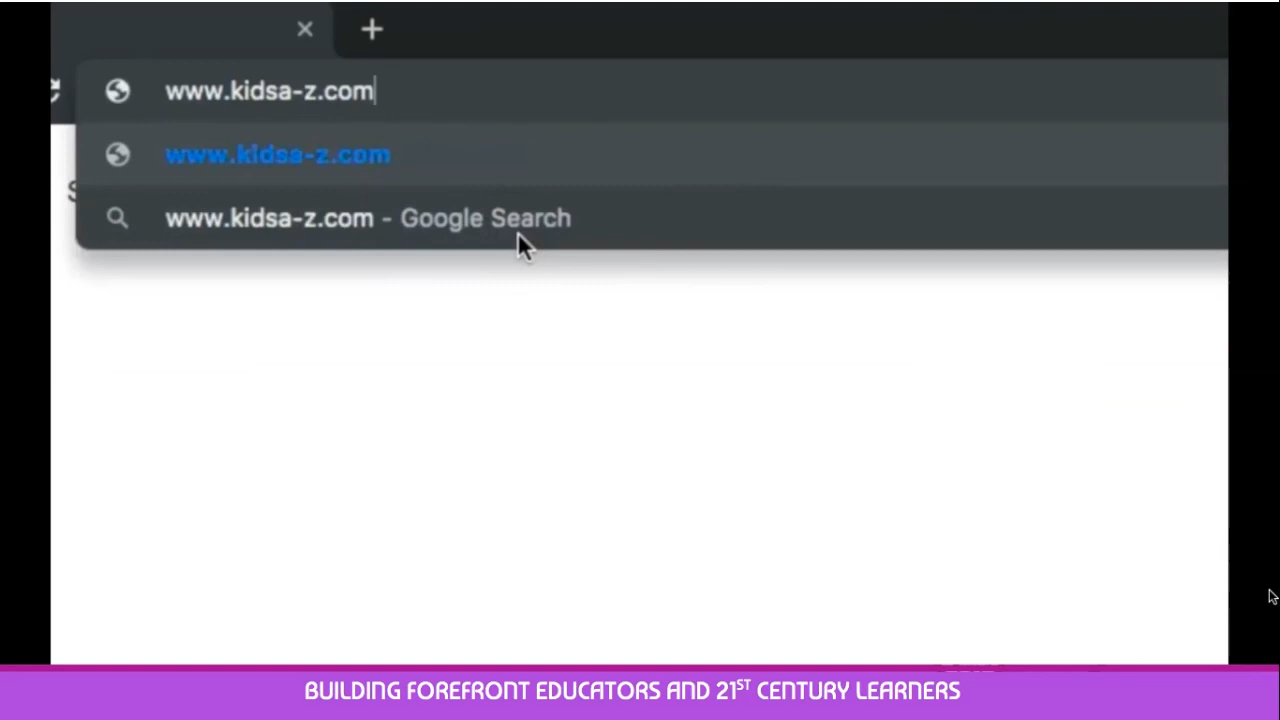 www.kidsa-z.com
www.kidsa-z.com
www.kidsa-z.com - Google Search
BUILDING FOREFRONT EDUCATORS AND 21ST CENTURY LEARNERS